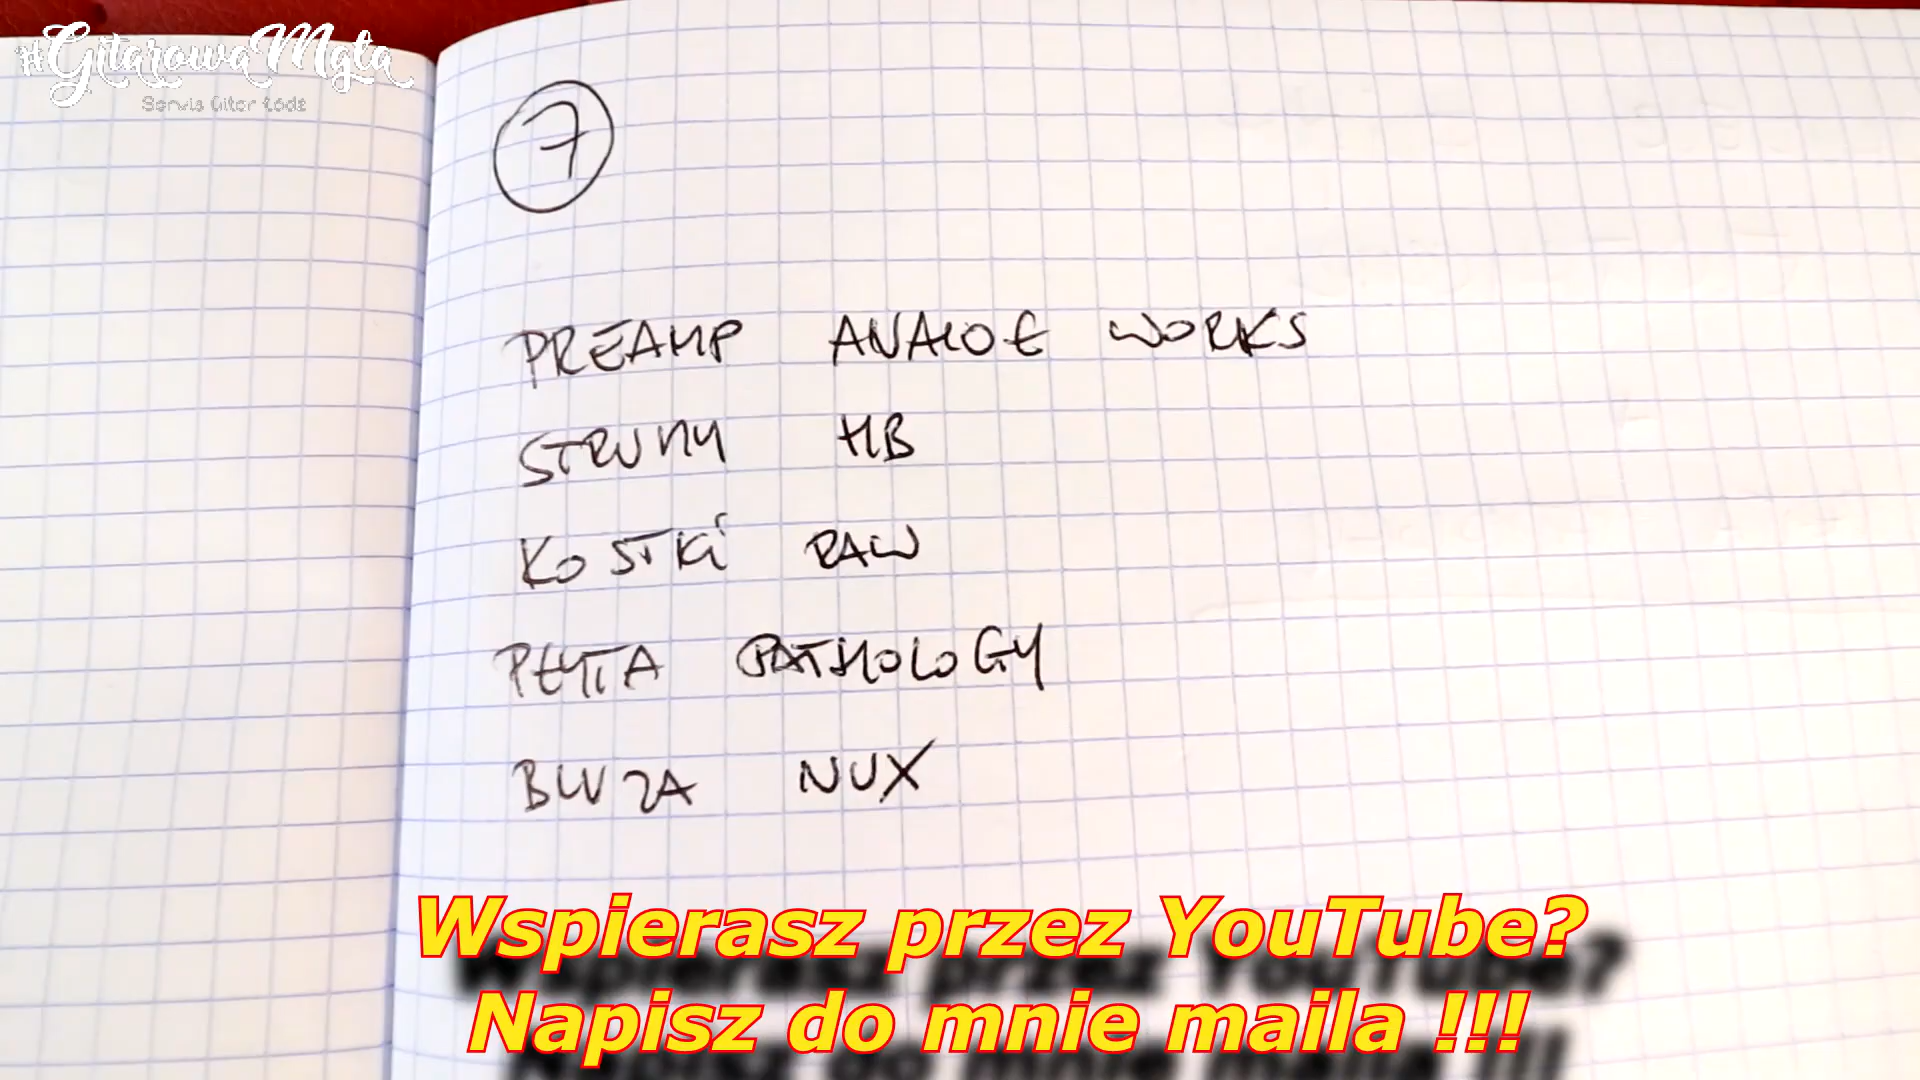 #GitarowaMgła
Serwis Gitar Łódź
7
PREAMP ANALOG WORKS
STRUNY HB
KOSTKI RAW
PŁYTA PATHOLOGY
BLUZA NUX
Wspierasz przez YouTube?
Napisz do mnie maila !!!